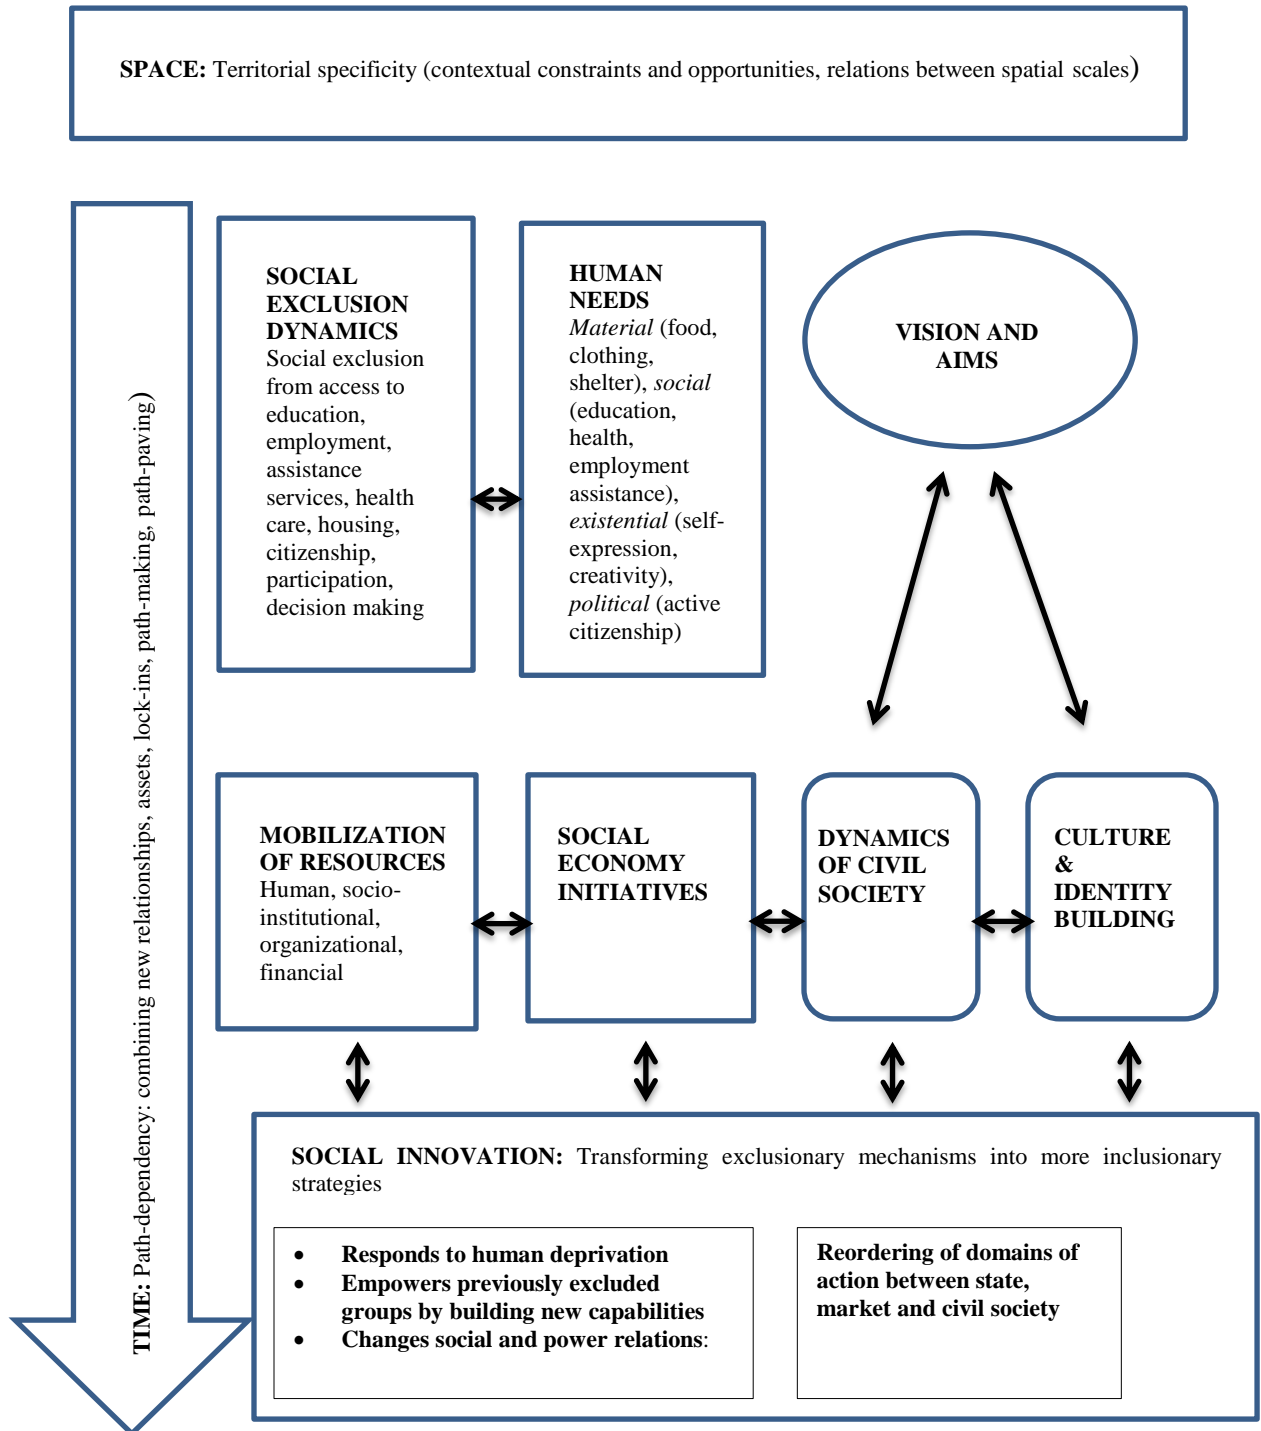 SPACE: Territorial specificity (contextual constraints and opportunities, relations between spatial scales)
TIME: Path-dependency: combining new relationships, assets, lock-ins, path-making, path-paving)
SOCIAL
EXCLUSION
DYNAMICS
Social exclusion
from access to
education,
employment,
assistance
services, health
care, housing,
citizenship,
participation,
decision making
HUMAN
NEEDS
Material (food,
clothing,
shelter), social
(education,
health,
employment
assistance),
existential (self-
expression,
creativity),
political (active
citizenship)
VISION AND
AIMS
MOBILIZATION
OF RESOURCES
Human, socio-
institutional,
organizational,
financial
SOCIAL
ECONOMY
INITIATIVES
DYNAMICS
OF CIVIL
SOCIETY
CULTURE
&
IDENTITY
BUILDING
SOCIAL INNOVATION: Transforming exclusionary mechanisms into more inclusionary
strategies
• Responds to human deprivation
• Empowers previously excluded
groups by building new capabilities
• Changes social and power relations:
Reordering of domains of
action between state,
market and civil society